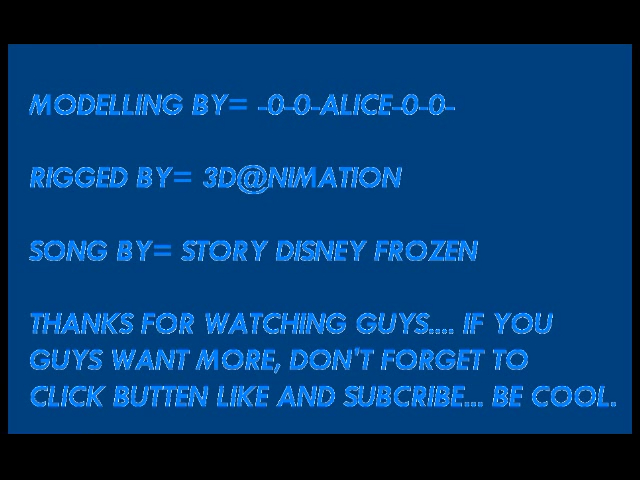 MODELLING BY= -0-0-ALICE-0-0-
RIGGED BY= 3D@NIMATION
SONG BY= STORY DISNEY FROZEN
THANKS FOR WATCHING GUYS.... IF YOU
GUYS WANT MORE, DON'T FORGET TO
CLICK BUTTEN LIKE AND SUBCRIBE... BE COOL.